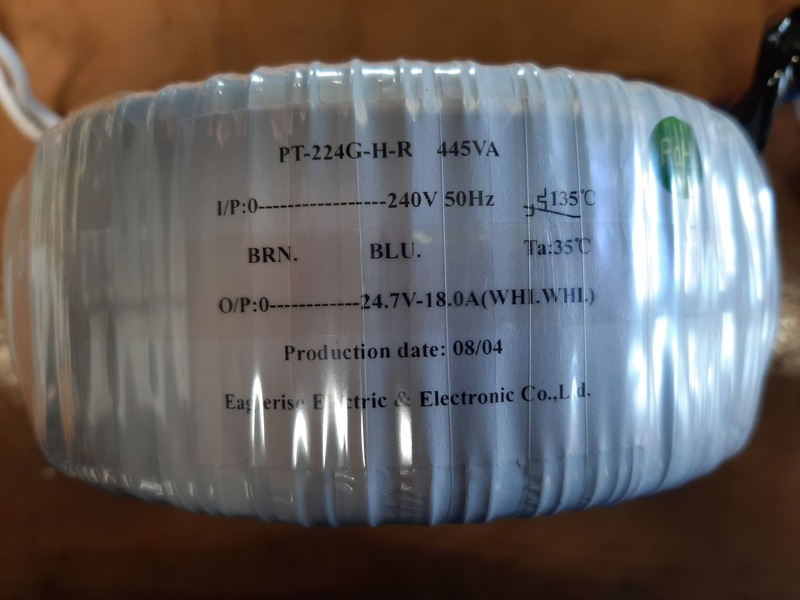 PT-224G-H-R 445VA
I/P:0------------------240V 50Hz 135℃
BRN. BLU. Ta:35℃
O/P:0------------24.7V-18.0A(WHI.WHI.)
Production date: 08/04
Eaglerise Electric & Electronic Co.,Ltd.